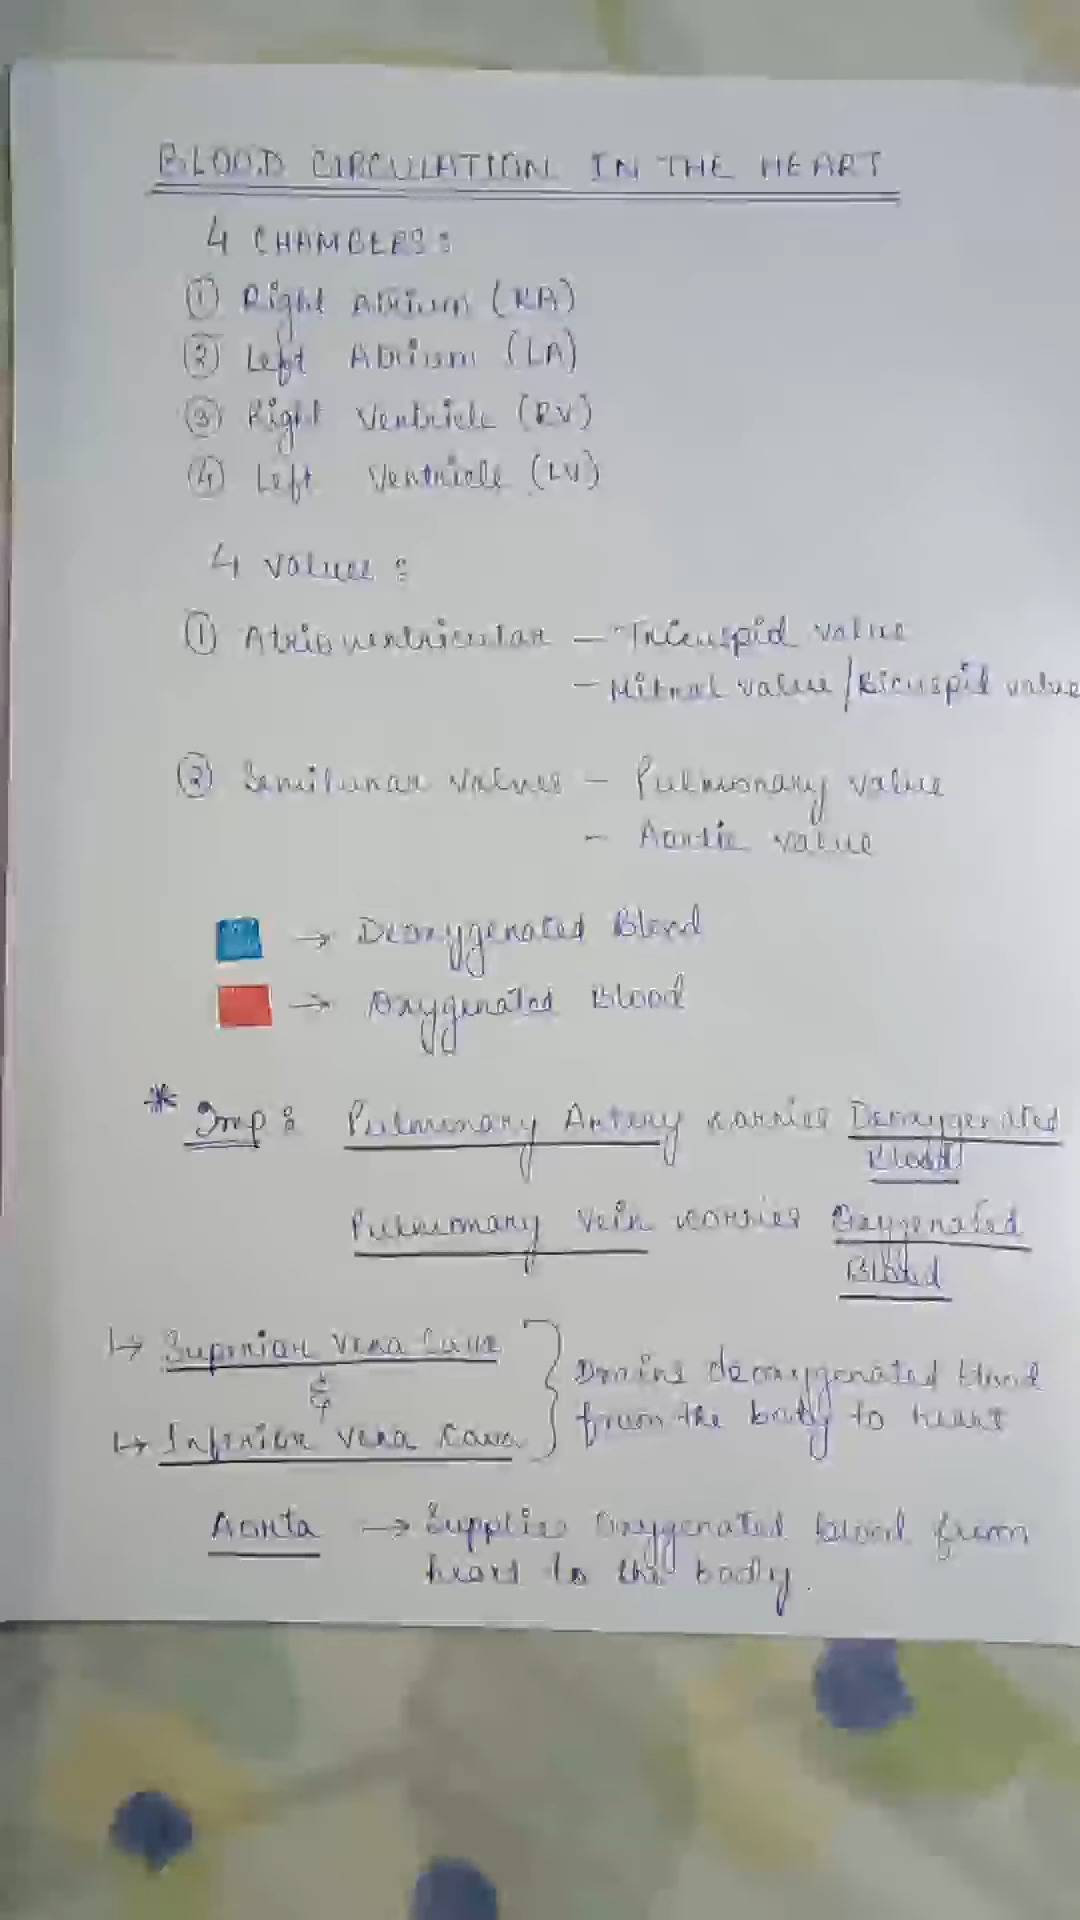 BLOOD CIRCULATION IN THE HEART
4 CHAMBERS:
① Right Atrium (RA)
② Left Atrium (LA)
③ Right Ventricle (RV)
④ Left Ventricle (LV)
4 Valves:
① Atrioventricular – Tricuspid valve
– Mitral valve / Bicuspid valve
② Semilunar valves – Pulmonary valve
– Aortic valve
→ Deoxygenated Blood
→ Oxygenated Blood
* Imp: Pulmonary Artery carries Deoxygenated
Blood
Pulmonary Vein carries Oxygenated
Blood
↳ Superior Vena Cava } Drains deoxygenated blood
&
↳ Inferior Vena Cava from the body to heart
Aorta → Supplies Oxygenated blood from
heart to the body.